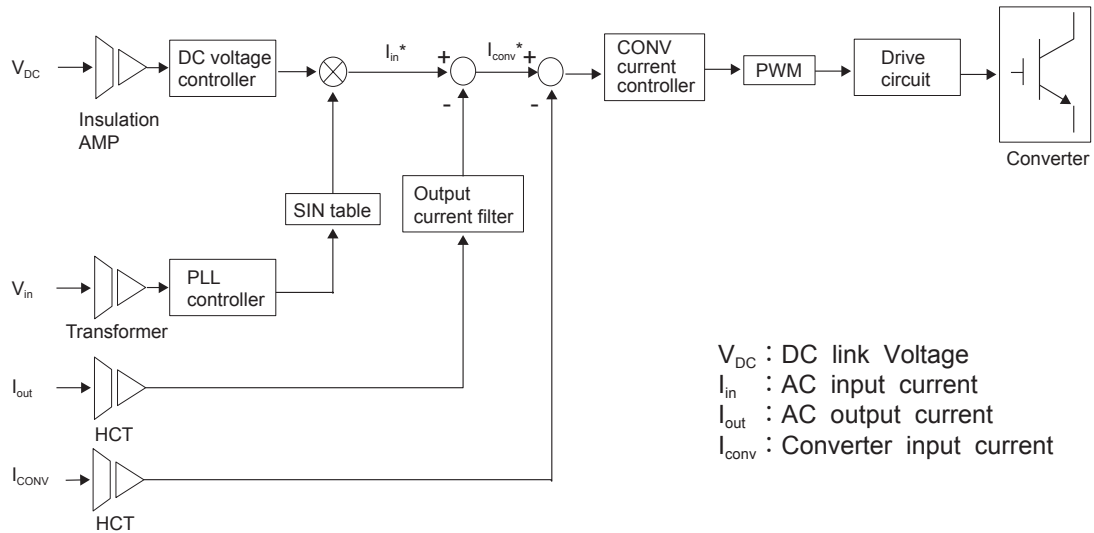 V_DC
Insulation
AMP
DC voltage
controller
I_in*
+
-
I_conv*
+
-
CONV
current
controller
PWM
Drive
circuit
Converter
SIN table
Output
current filter
V_in
Transformer
PLL
controller
I_out
HCT
I_CONV
HCT
V_DC : DC link Voltage
I_in : AC input current
I_out : AC output current
I_conv : Converter input current